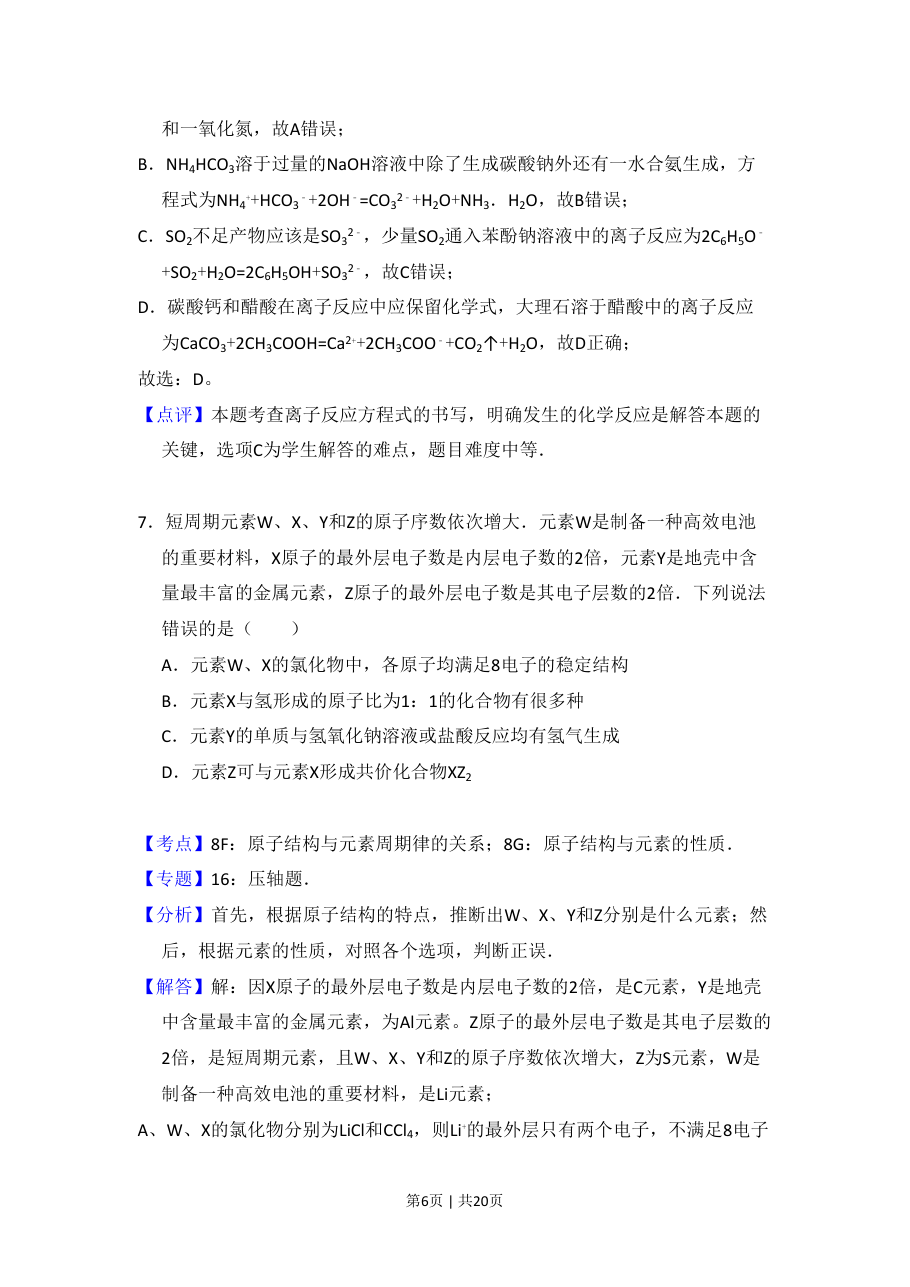 和一氧化氮，故A错误；
B．NH₄HCO₃溶于过量的NaOH溶液中除了生成碳酸钠外还有一水合氨生成，方
程式为NH₄⁺+HCO₃⁻+2OH⁻=CO₃²⁻+H₂O+NH₃．H₂O，故B错误；
C．SO₂不足产物应该是SO₃²⁻，少量SO₂通入苯酚钠溶液中的离子反应为2C₆H₅O⁻
+SO₂+H₂O=2C₆H₅OH+SO₃²⁻，故C错误；
D．碳酸钙和醋酸在离子反应中应保留化学式，大理石溶于醋酸中的离子反应
为CaCO₃+2CH₃COOH=Ca²⁺+2CH₃COO⁻+CO₂↑+H₂O，故D正确；
故选：D。
【点评】本题考查离子反应方程式的书写，明确发生的化学反应是解答本题的
关键，选项C为学生解答的难点，题目难度中等．
7．短周期元素W、X、Y和Z的原子序数依次增大．元素W是制备一种高效电池
的重要材料，X原子的最外层电子数是内层电子数的2倍，元素Y是地壳中含
量最丰富的金属元素，Z原子的最外层电子数是其电子层数的2倍．下列说法
错误的是（　　）
A．元素W、X的氯化物中，各原子均满足8电子的稳定结构
B．元素X与氢形成的原子比为1：1的化合物有很多种
C．元素Y的单质与氢氧化钠溶液或盐酸反应均有氢气生成
D．元素Z可与元素X形成共价化合物XZ₂
【考点】8F：原子结构与元素周期律的关系；8G：原子结构与元素的性质．
【专题】16：压轴题．
【分析】首先，根据原子结构的特点，推断出W、X、Y和Z分别是什么元素；然
后，根据元素的性质，对照各个选项，判断正误．
【解答】解：因X原子的最外层电子数是内层电子数的2倍，是C元素，Y是地壳
中含量最丰富的金属元素，为Al元素。Z原子的最外层电子数是其电子层数的
2倍，是短周期元素，且W、X、Y和Z的原子序数依次增大，Z为S元素，W是
制备一种高效电池的重要材料，是Li元素；
A、W、X的氯化物分别为LiCl和CCl₄，则Li⁺的最外层只有两个电子，不满足8电子
第6页 | 共20页